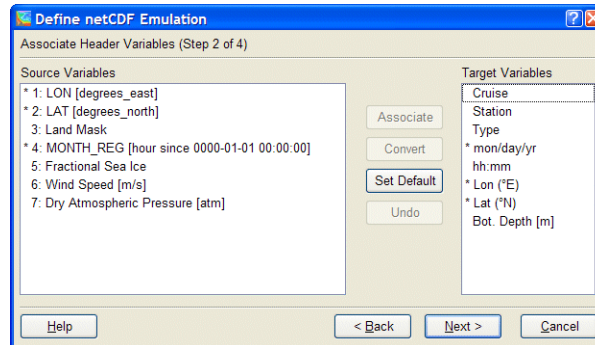 Define netCDF Emulation
Associate Header Variables (Step 2 of 4)
Source Variables
* 1: LON [degrees_east]
* 2: LAT [degrees_north]
3: Land Mask
* 4: MONTH_REG [hour since 0000-01-01 00:00:00]
5: Fractional Sea Ice
6: Wind Speed [m/s]
7: Dry Atmospheric Pressure [atm]
Associate
Convert
Set Default
Undo
Target Variables
Cruise
Station
Type
* mon/day/yr
hh:mm
* Lon (°E)
* Lat (°N)
Bot. Depth [m]
Help
< Back
Next >
Cancel